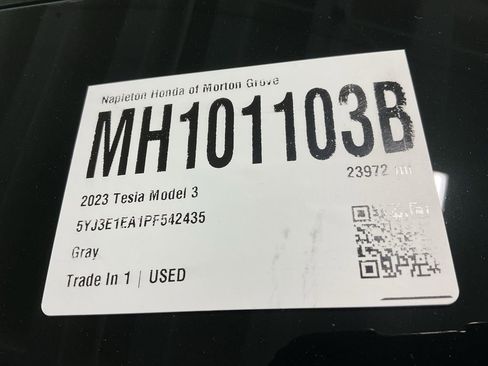 Napleton Honda of Morton Grove
MH101103B
23972 mi
2023 Tesla Model 3
5YJ3E1EA1PF542435
Gray
Trade In 1 | USED